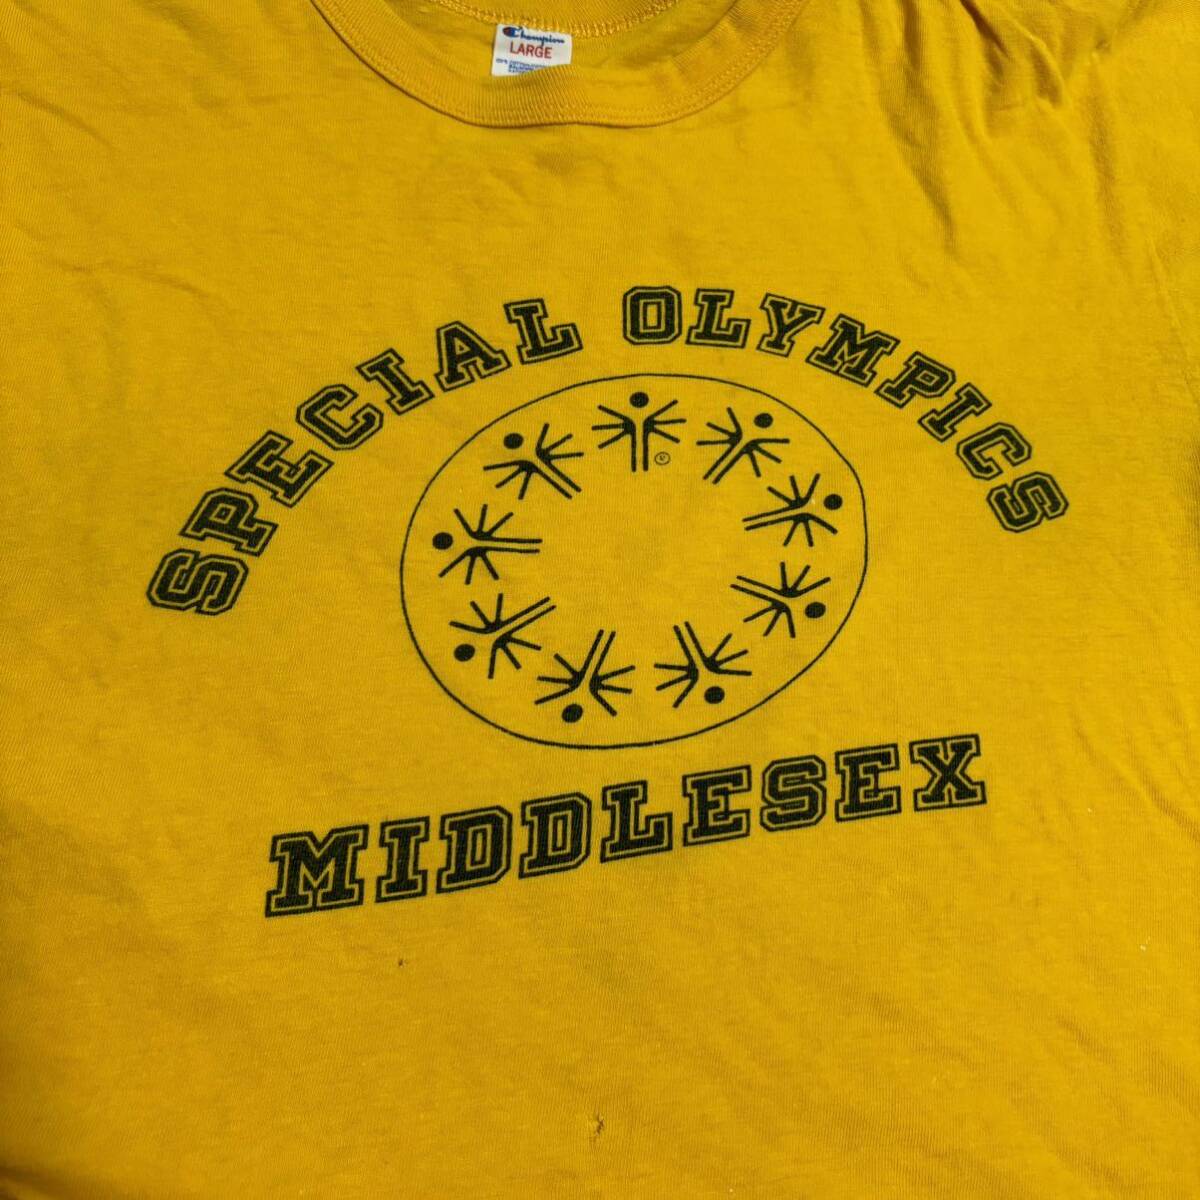 Champion
LARGE
SPECIAL OLYMPICS
®
MIDDLESEX